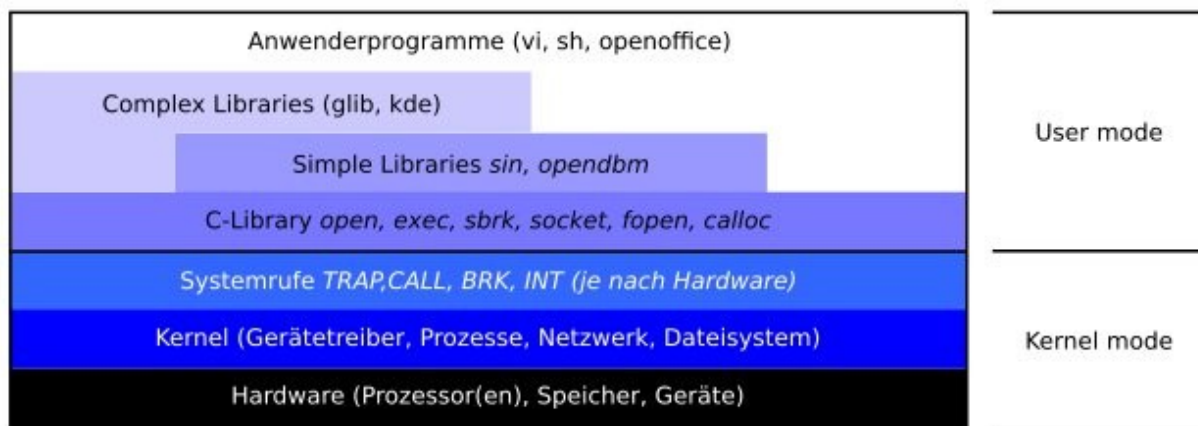 Anwenderprogramme (vi, sh, openoffice)
Complex Libraries (glib, kde)
Simple Libraries sin, opendbm
C-Library open, exec, sbrk, socket, fopen, calloc
User mode
Systemrufe TRAP,CALL, BRK, INT (je nach Hardware)
Kernel (Gerätetreiber, Prozesse, Netzwerk, Dateisystem)
Hardware (Prozessor(en), Speicher, Geräte)
Kernel mode